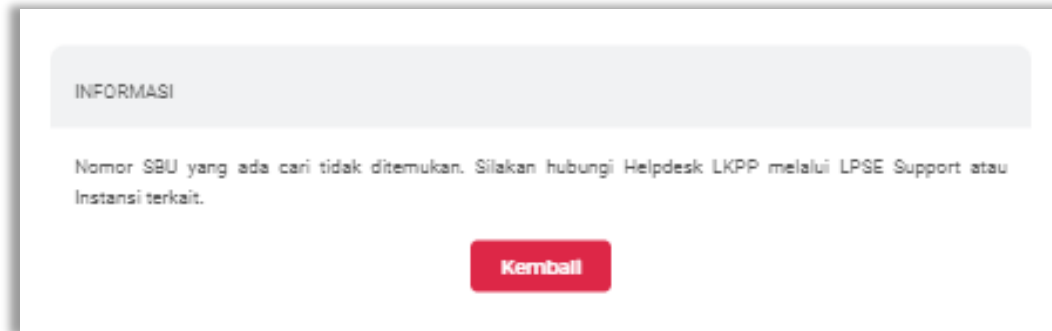 INFORMASI
Nomor SBU yang ada cari tidak ditemukan. Silakan hubungi Helpdesk LKPP melalui LPSE Support atau
Instansi terkait.
Kembali